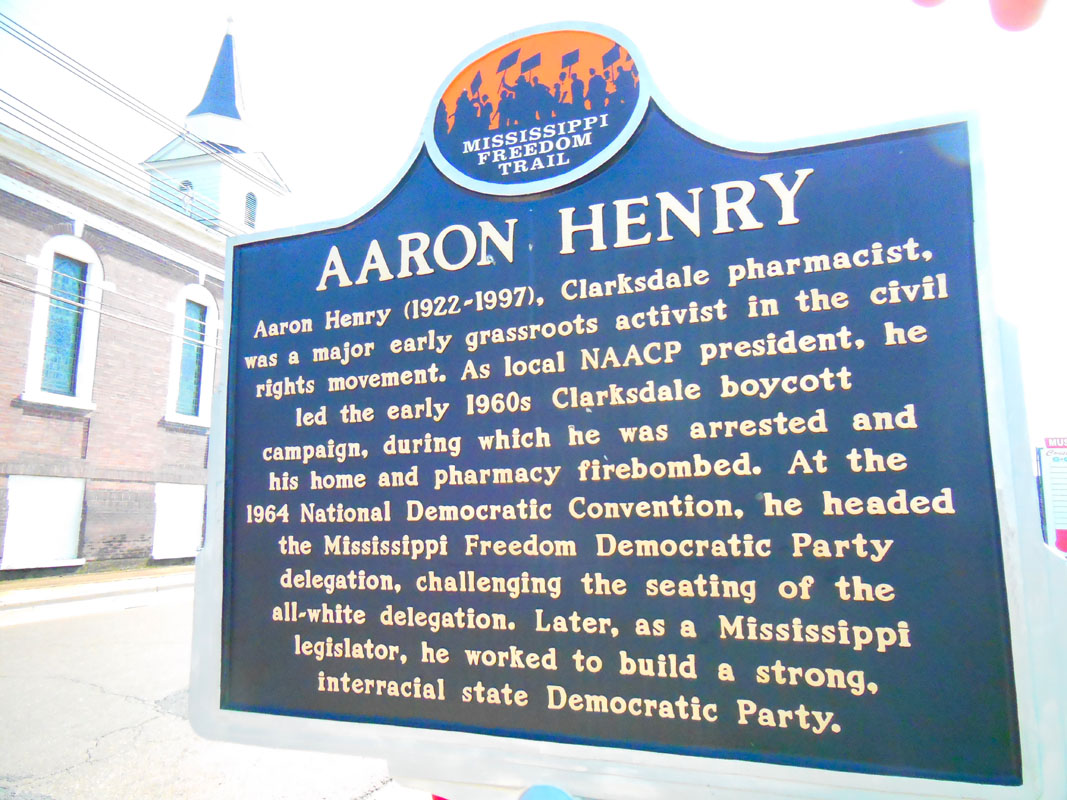 MISSISSIPPI
FREEDOM
TRAIL
AARON HENRY
Aaron Henry (1922-1997), Clarksdale pharmacist,
was a major early grassroots activist in the civil
rights movement. As local NAACP president, he
led the early 1960s Clarksdale boycott
campaign, during which he was arrested and
his home and pharmacy firebombed. At the
1964 National Democratic Convention, he headed
the Mississippi Freedom Democratic Party
delegation, challenging the seating of the
all-white delegation. Later, as a Mississippi
legislator, he worked to build a strong,
interracial state Democratic Party.